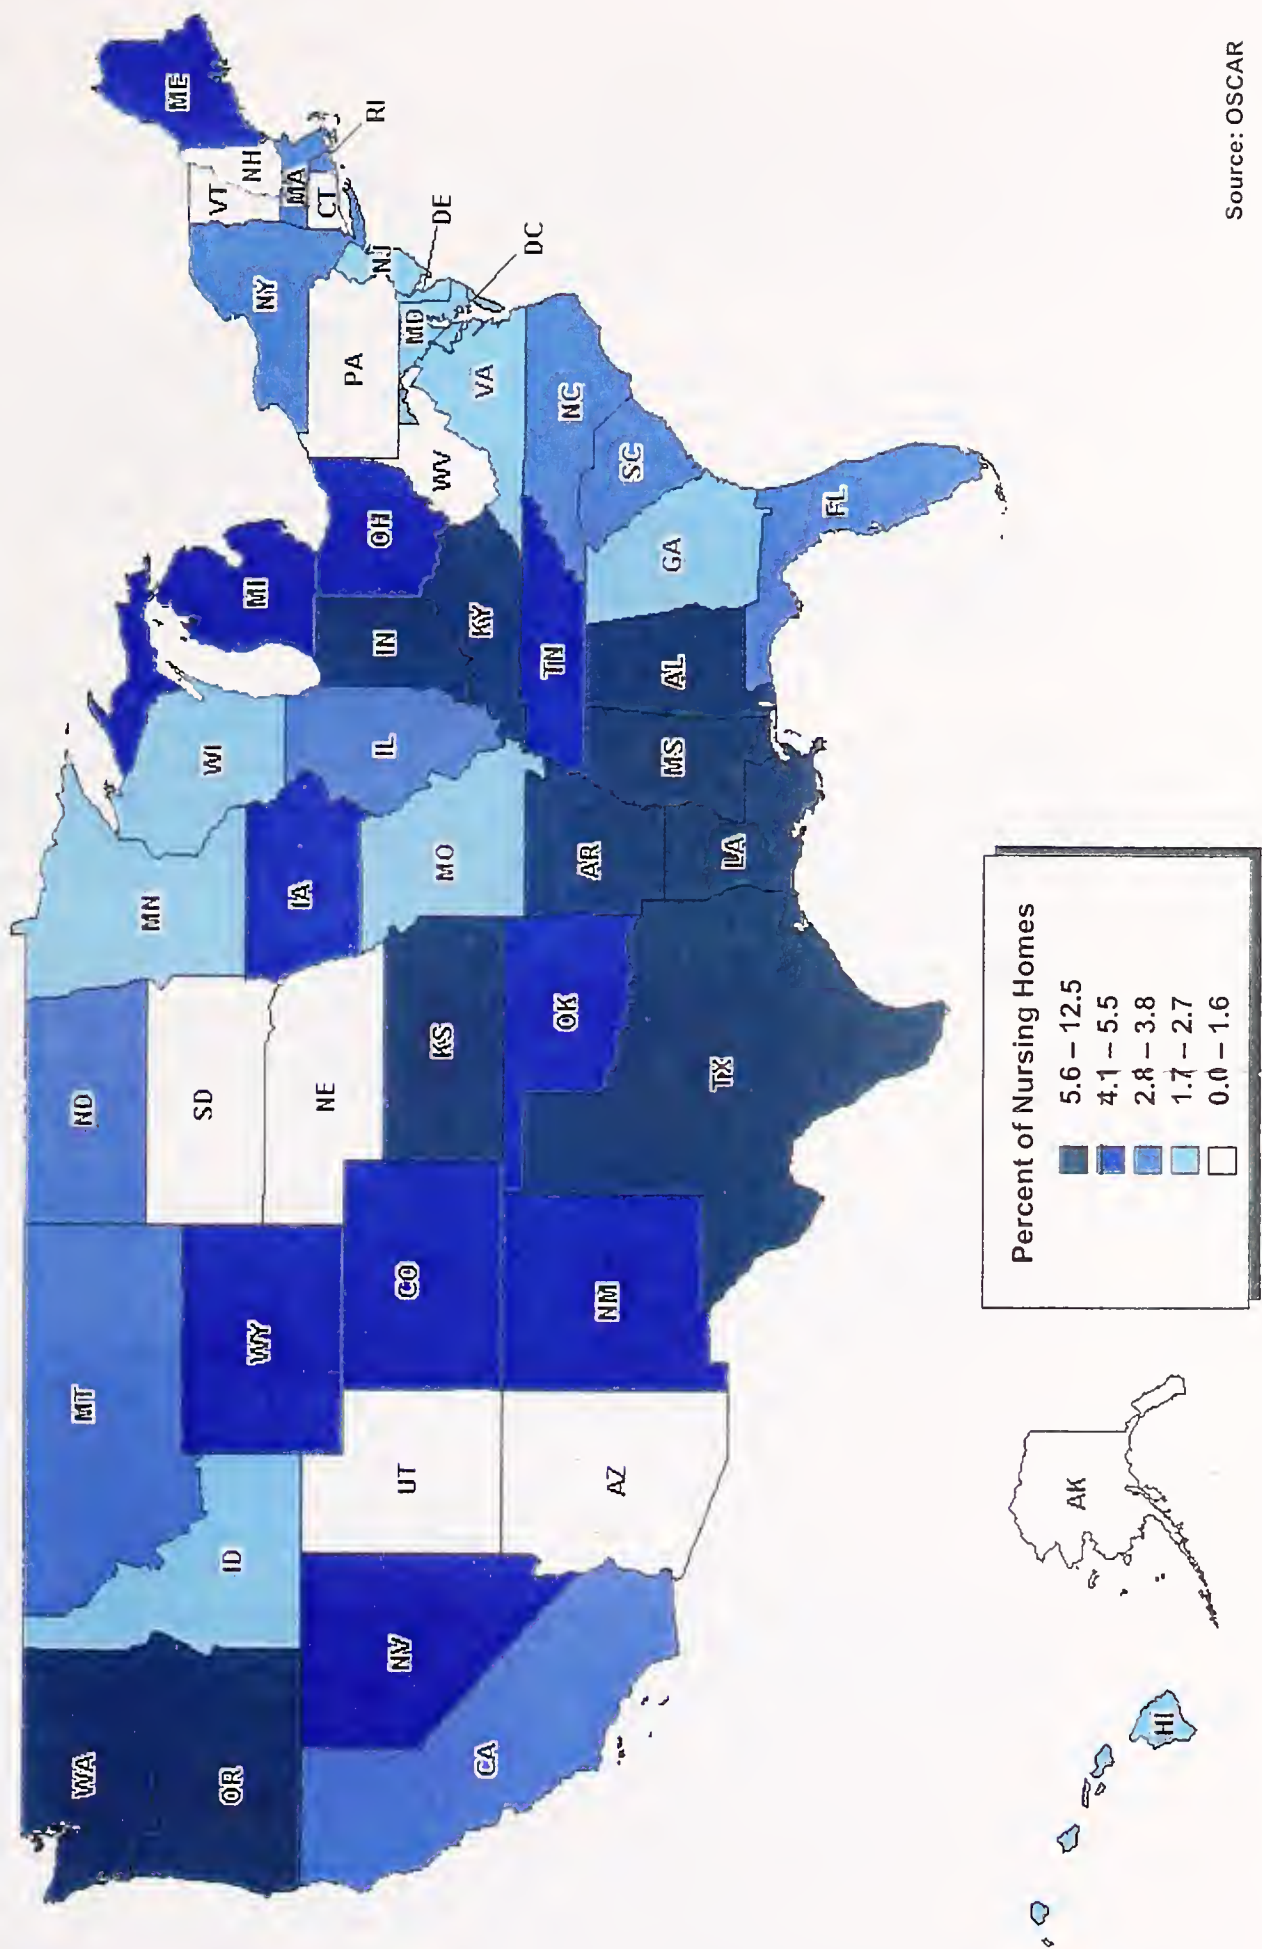 WA
MT
ND
MN
ME
OR
ID
WY
SD
WI
MI
NY
VT
NH
MA
RI
CT
NV
UT
CO
NE
IA
IL
IN
OH
PA
NJ
DE
MD
DC
CA
KS
MO
KY
WV
VA
AZ
NM
OK
AR
TN
NC
SC
TX
LA
MS
AL
GA
FL
AK
HI
Percent of Nursing Homes
5.6 – 12.5
4.1 – 5.5
2.8 – 3.8
1.7 – 2.7
0.0 – 1.6
Source: OSCAR